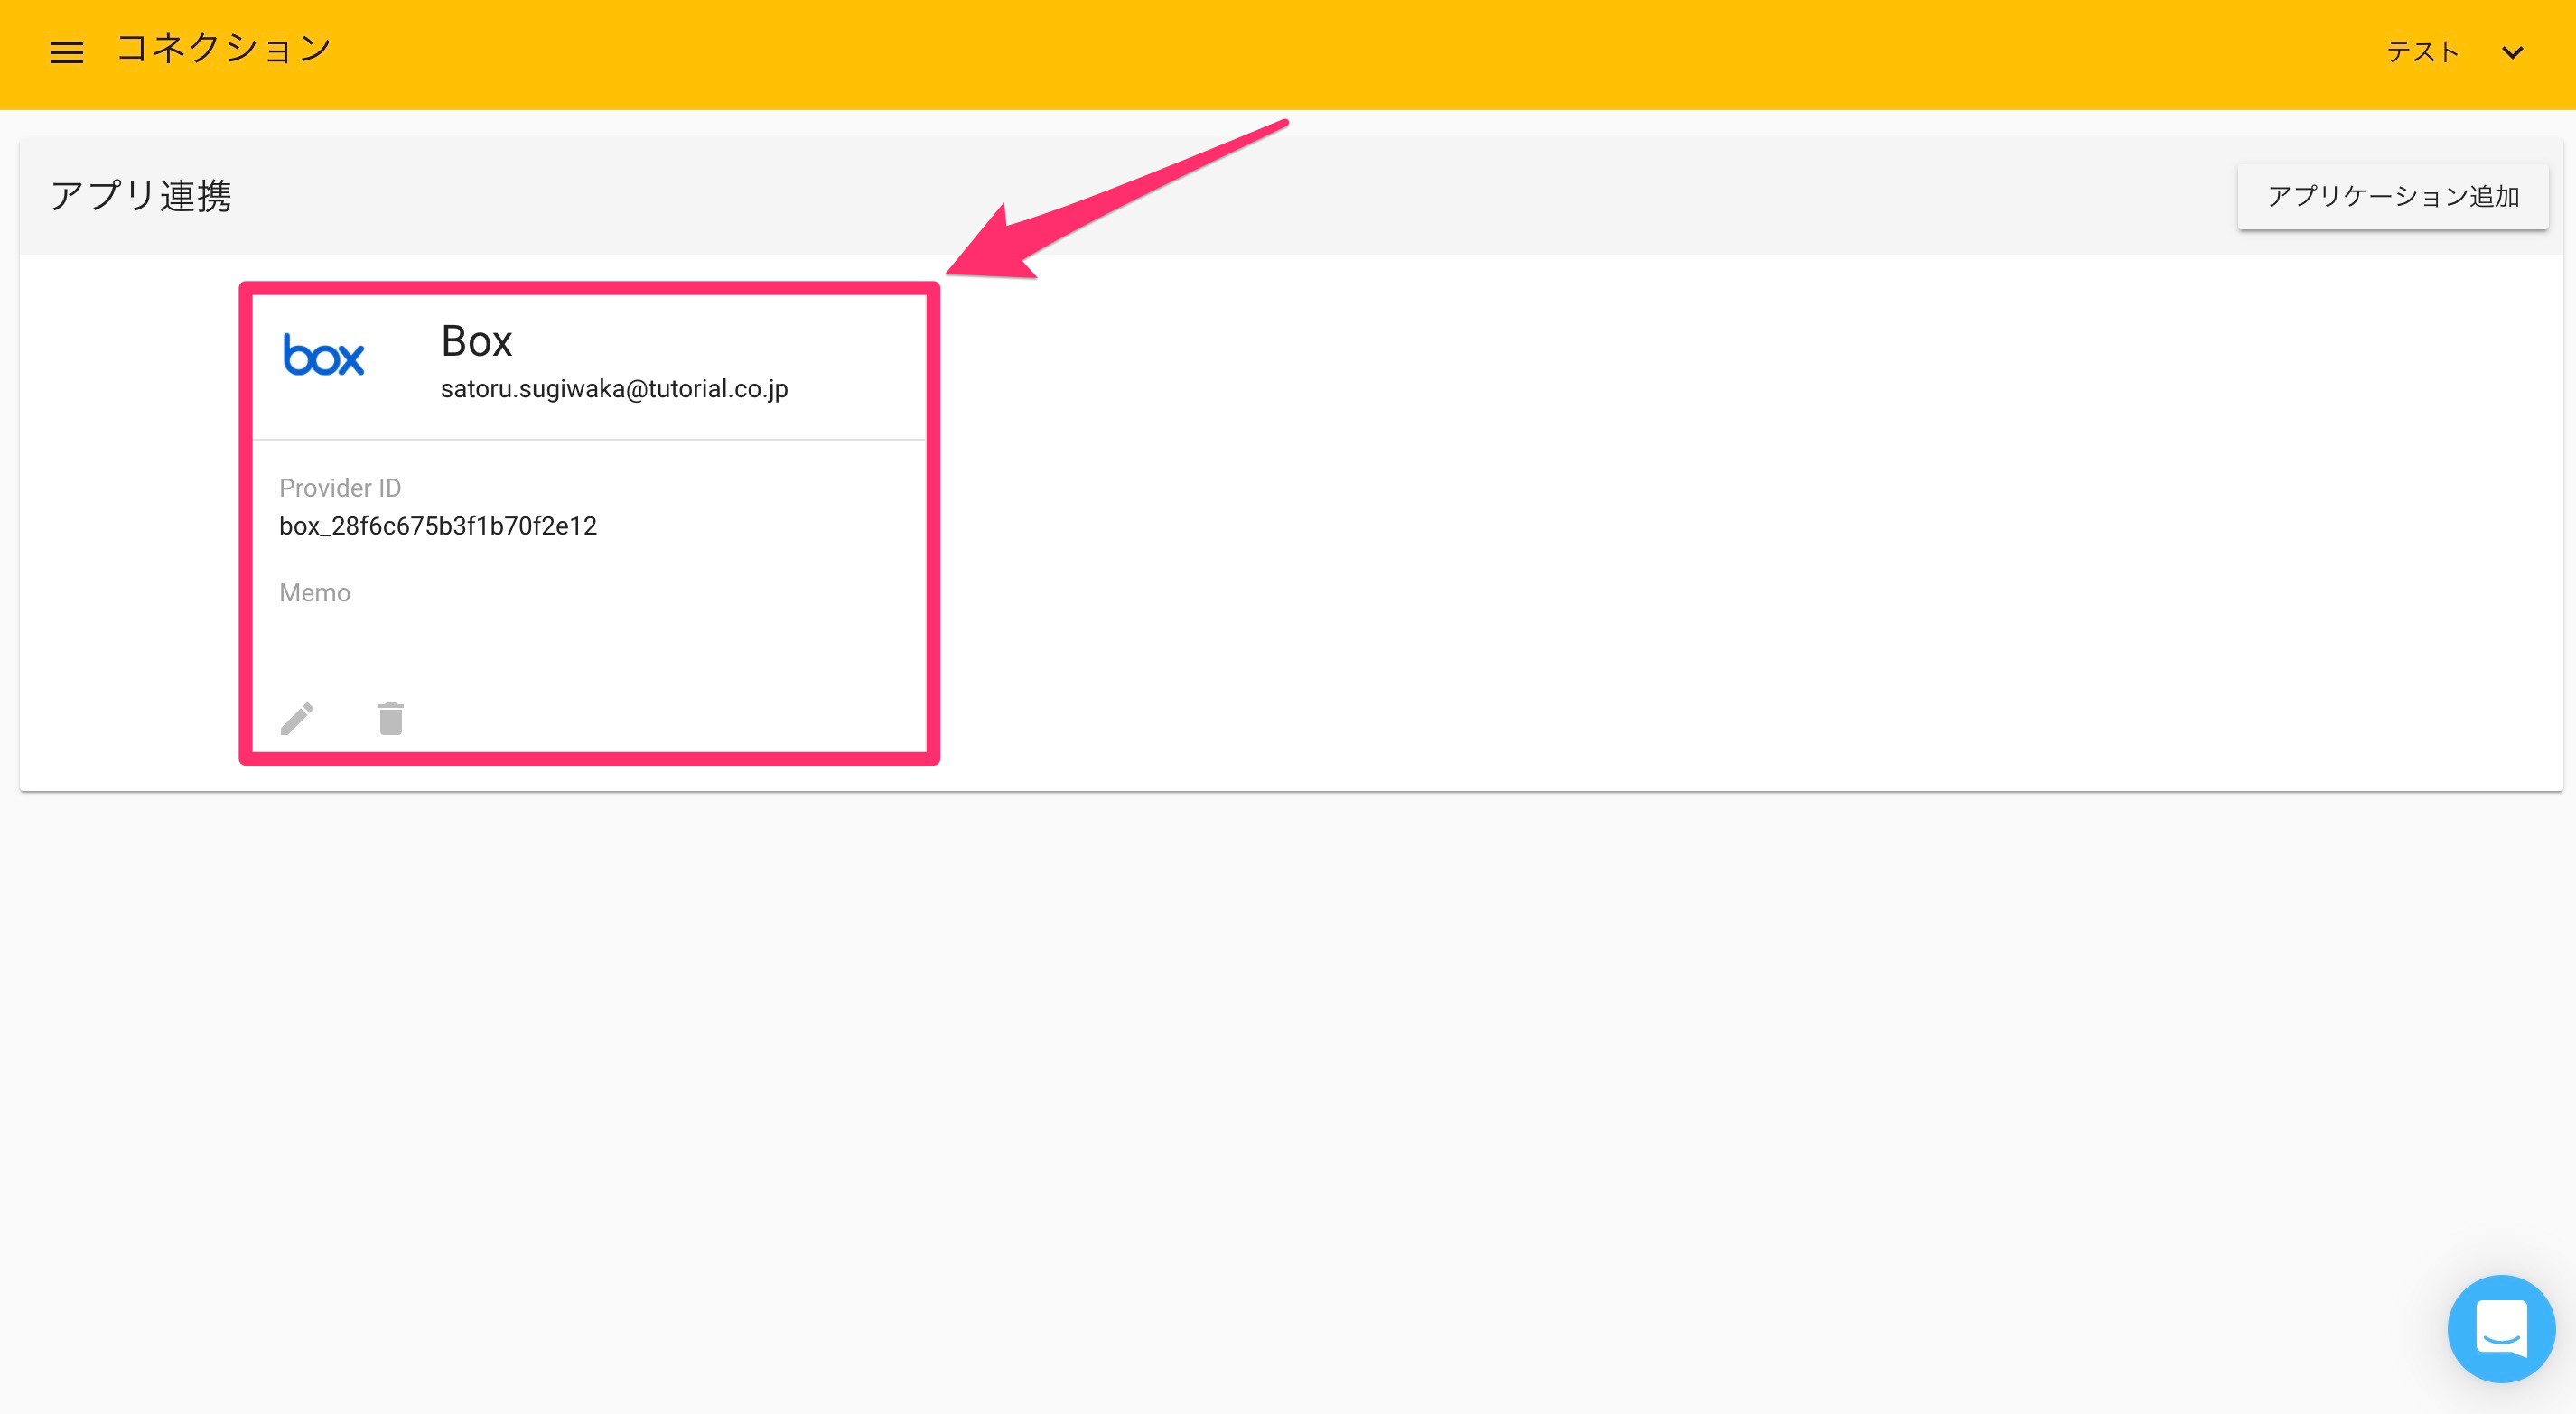 コネクション
テスト
アプリ連携
アプリケーション追加
box
Box
satoru.sugiwaka@tutorial.co.jp
Provider ID
box_28f6c675b3f1b70f2e12
Memo